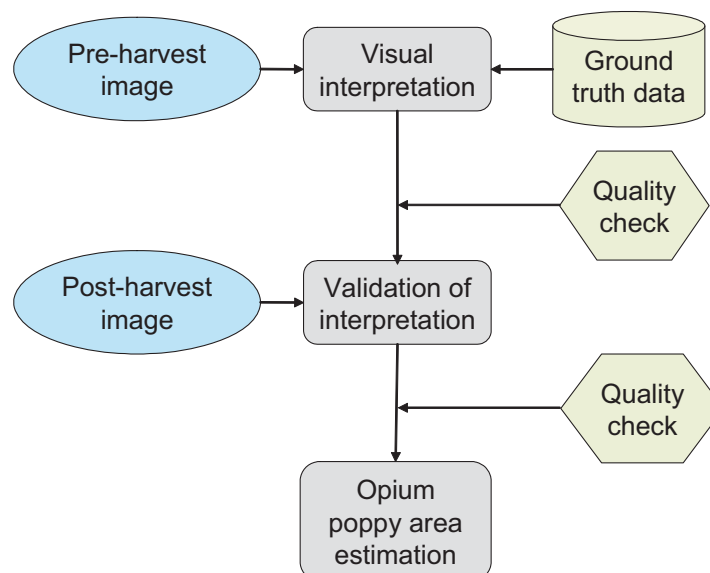 Pre-harvest
image
Visual
interpretation
Ground
truth data
Quality
check
Post-harvest
image
Validation of
interpretation
Quality
check
Opium
poppy area
estimation